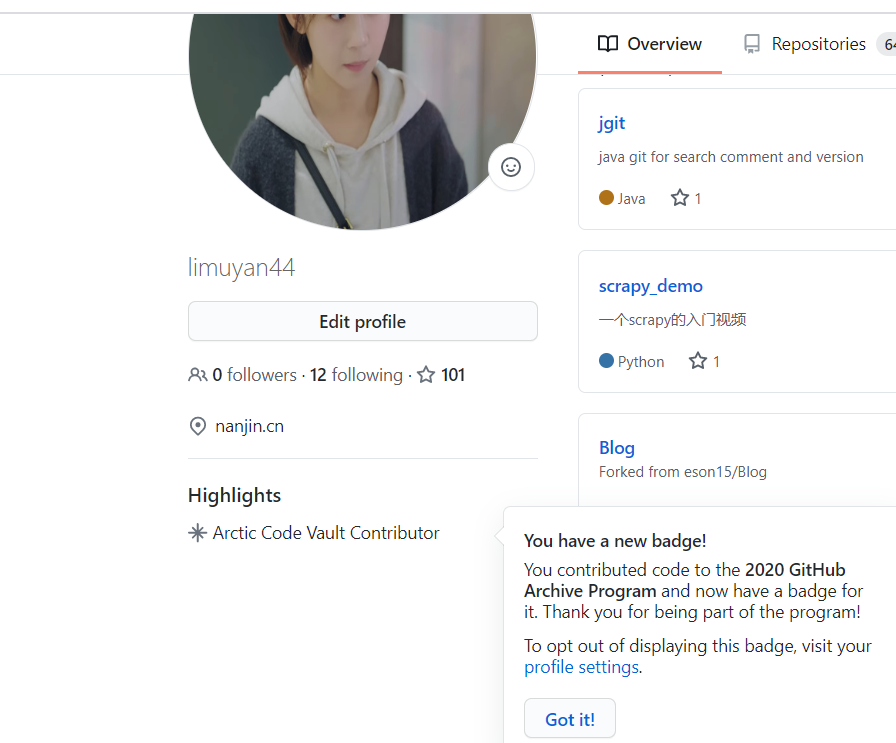 Overview
Repositories
jgit
java git for search comment and version
Java
1
limuyan44
Edit profile
scrapy_demo
一个scrapy的入门视频
Python
1
0 followers · 12 following · 101
nanjin.cn
Blog
Forked from eson15/Blog
Highlights
Arctic Code Vault Contributor
You have a new badge!
You contributed code to the 2020 GitHub
Archive Program and now have a badge for
it. Thank you for being part of the program!
To opt out of displaying this badge, visit your
profile settings.
Got it!